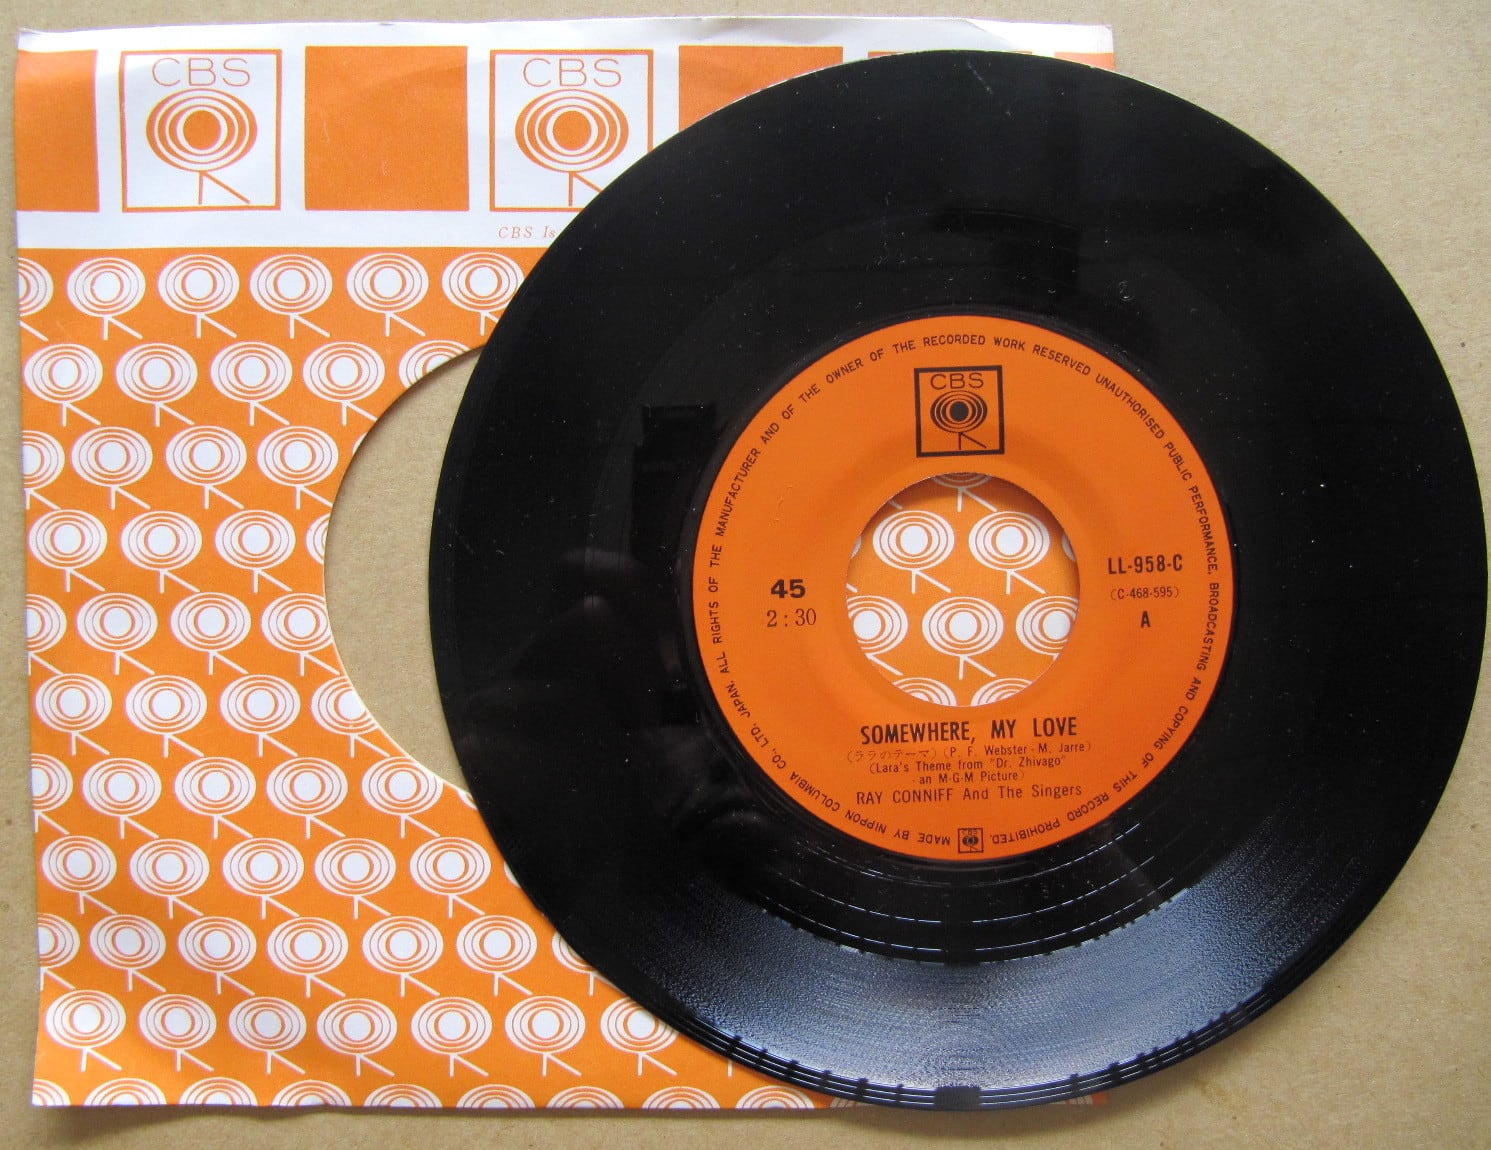 CBS
CBS
CBS Is
CBS
45
2:30
LL-958-C
(C-468-595)
A
SOMEWHERE, MY LOVE
(ララのテーマ) (P. F. Webster - M. Jarre)
(Lara's Theme from "Dr. Zhivago"
an M-G-M Picture)
RAY CONNIFF And The Singers
MADE BY NIPPON COLUMBIA CO., LTD. JAPAN. ALL RIGHTS OF THE MANUFACTURER AND OF THE OWNER OF THE RECORDED WORK RESERVED UNAUTHORISED PUBLIC PERFORMANCE. BROADCASTING AND COPYING OF THIS RECORD PROHIBITED.
CBS